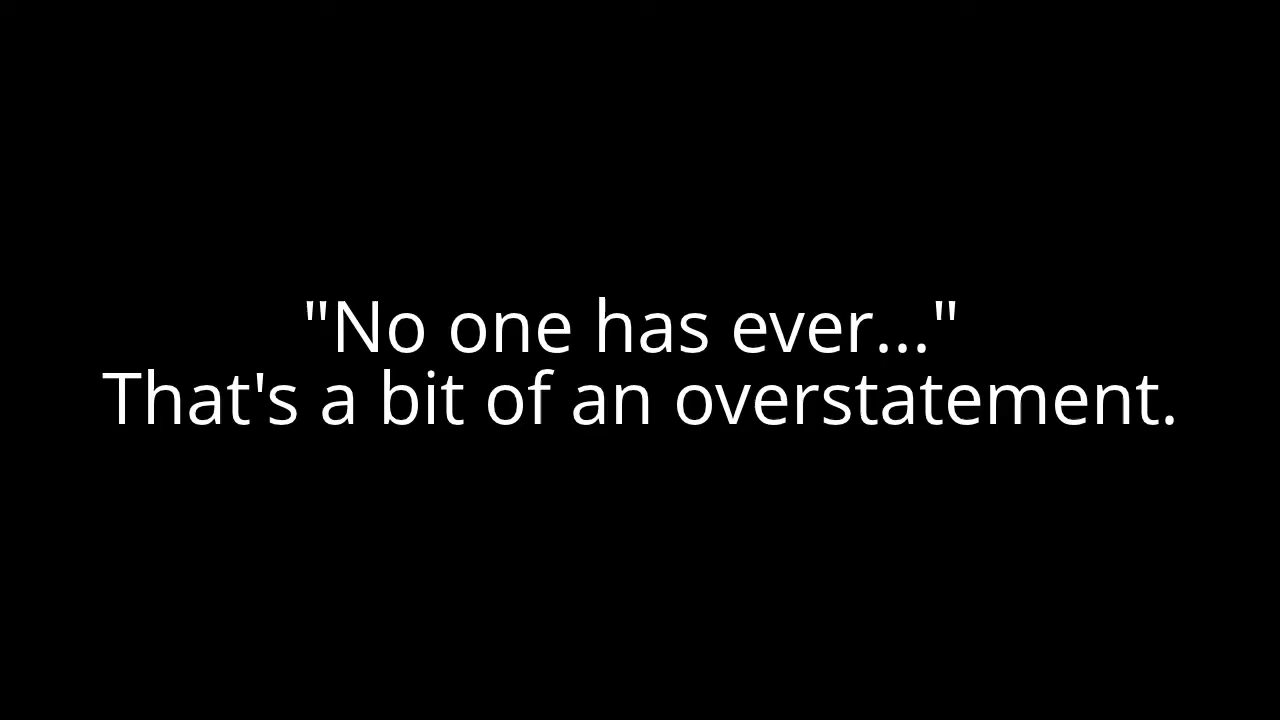 "No one has ever..."
That's a bit of an overstatement.